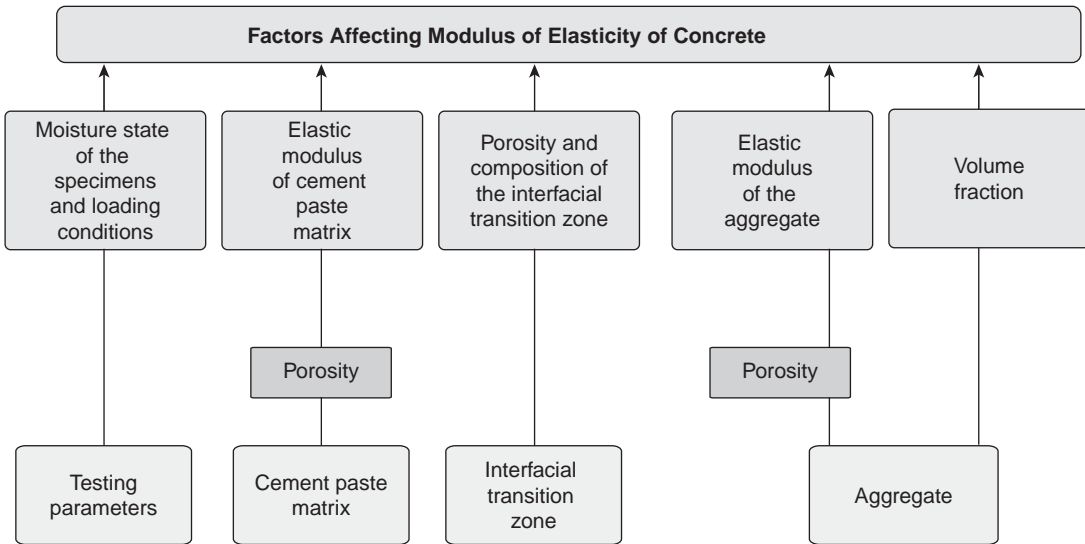 Factors Affecting Modulus of Elasticity of Concrete
Moisture state
of the
specimens
and loading
conditions
Elastic
modulus
of cement
paste
matrix
Porosity and
composition of
the interfacial
transition zone
Elastic
modulus
of the
aggregate
Volume
fraction
Porosity
Porosity
Testing
parameters
Cement paste
matrix
Interfacial
transition
zone
Aggregate